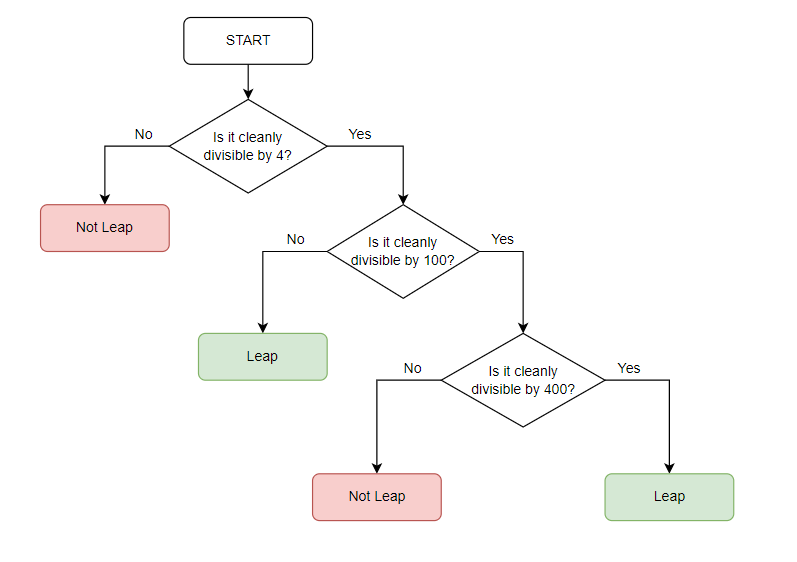 START
No
Yes
Is it cleanly
divisible by 4?
Not Leap
No
Yes
Is it cleanly
divisible by 100?
Leap
No
Yes
Is it cleanly
divisible by 400?
Not Leap
Leap